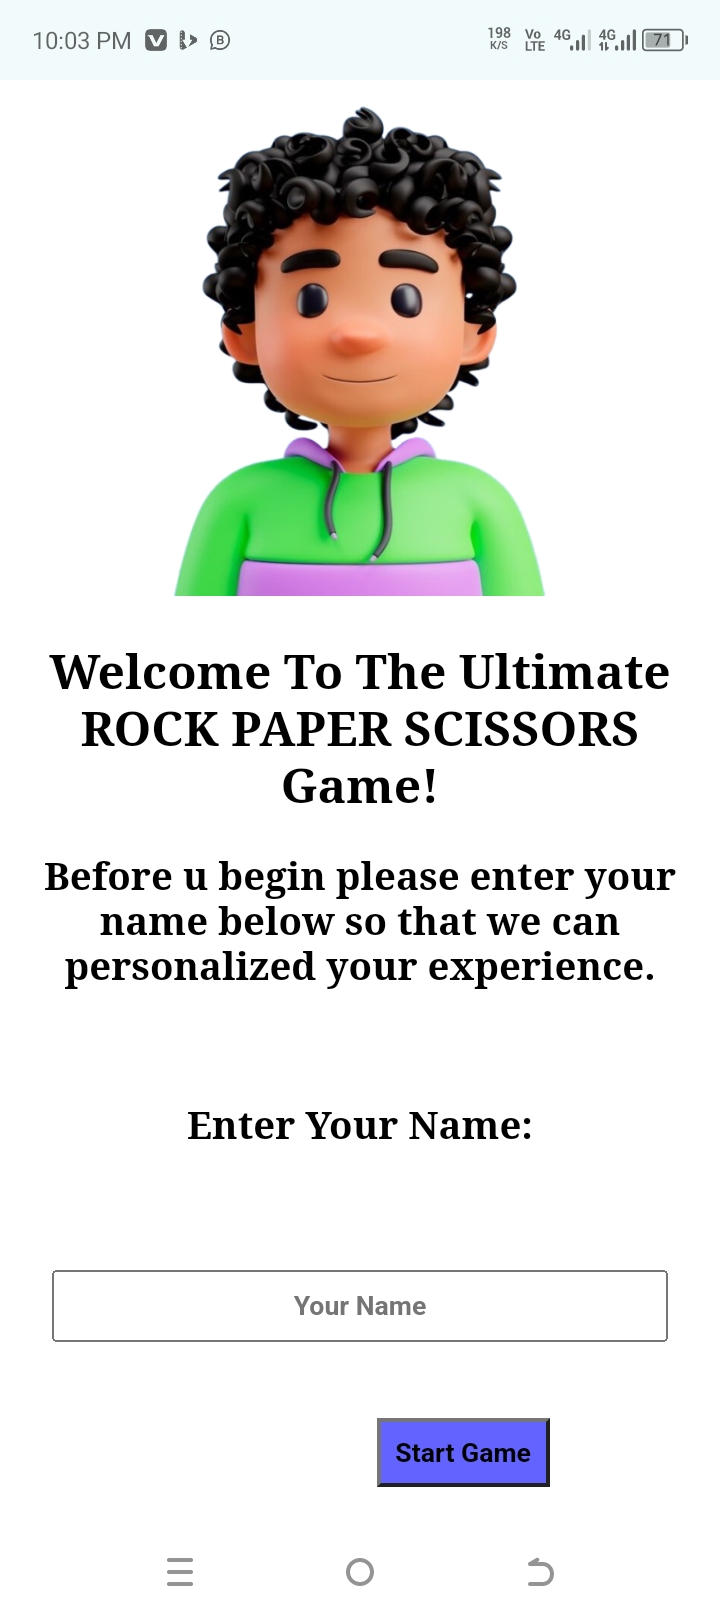 10:03 PM
198 K/S Vo LTE 4G 4G 71
Welcome To The Ultimate
ROCK PAPER SCISSORS
Game!
Before u begin please enter your
name below so that we can
personalized your experience.
Enter Your Name:
Your Name
Start Game